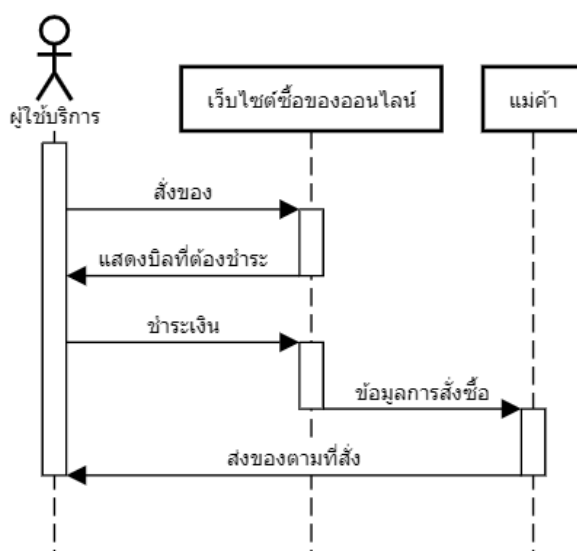 ผู้ใช้บริการ
เว็บไซต์ซื้อของออนไลน์
แม่ค้า
สั่งของ
แสดงบิลที่ต้องชำระ
ชำระเงิน
ข้อมูลการสั่งซื้อ
ส่งของตามที่สั่ง